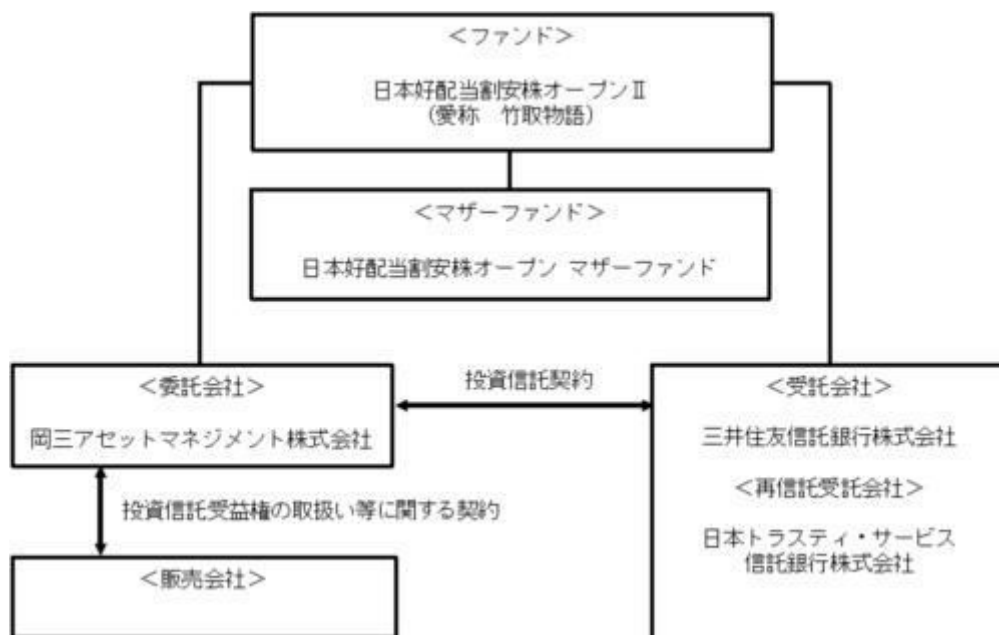 ＜ファンド＞
日本好配当割安株オープンⅡ
（愛称　竹取物語）
＜マザーファンド＞
日本好配当割安株オープン マザーファンド
＜委託会社＞
岡三アセットマネジメント株式会社
投資信託契約
＜受託会社＞
三井住友信託銀行株式会社
＜再信託受託会社＞
日本トラスティ・サービス
信託銀行株式会社
投資信託受益権の取扱い等に関する契約
＜販売会社＞